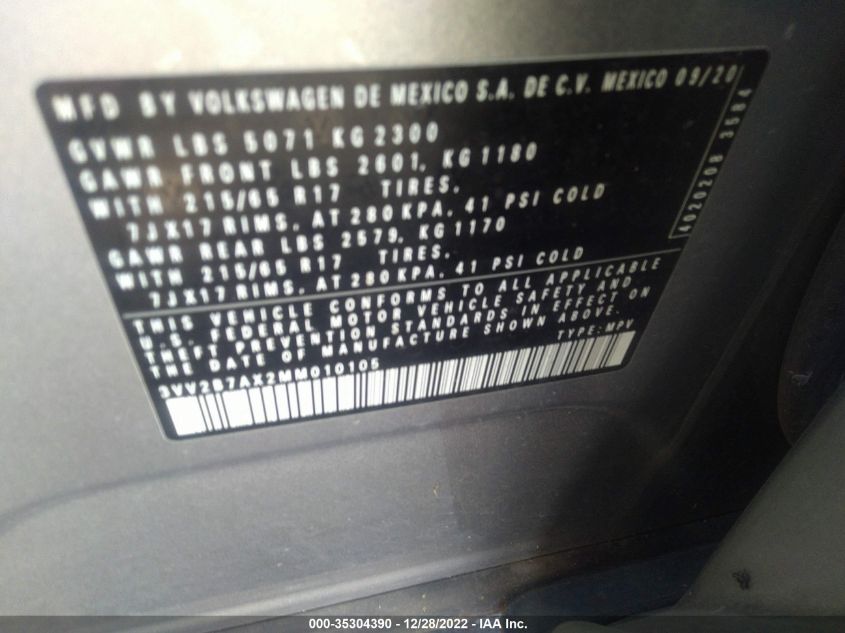 MFD BY VOLKSWAGEN DE MEXICO S.A. DE C.V. MEXICO 09/20
GVWR LBS 5071 KG 2300
GAWR FRONT LBS 2601, KG 1180
WITH 215/65 R17 TIRES,
7JX17 RIMS, AT 280 KPA, 41 PSI COLD
GAWR REAR LBS 2579, KG 1170
WITH 215/65 R17 TIRES,
7JX17 RIMS, AT 280 KPA, 41 PSI COLD
THIS VEHICLE CONFORMS TO ALL APPLICABLE
U.S. FEDERAL MOTOR VEHICLE SAFETY AND
THEFT PREVENTION STANDARDS IN EFFECT ON
THE DATE OF MANUFACTURE SHOWN ABOVE.
3VV2B7AX2MM010105 TYPE: MPV
4020208 3584
000-35304390 - 12/28/2022 - IAA Inc.